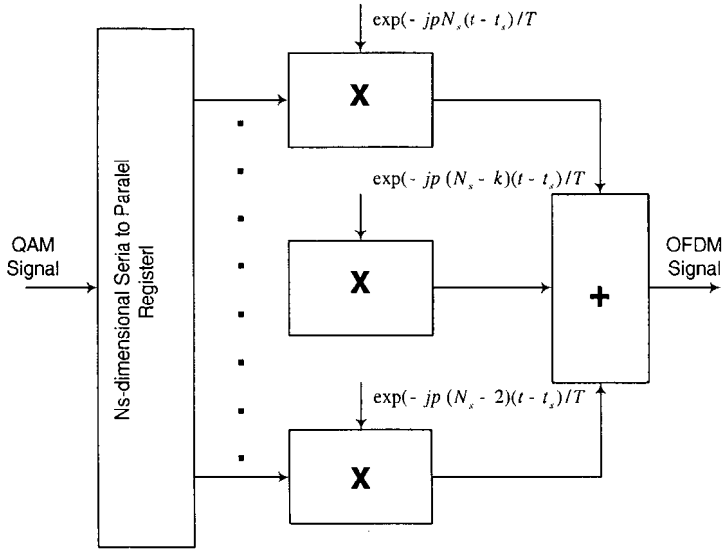 exp(- jpN_s(t - t_s)/T
X
exp(- jp (N_s - k)(t - t_s)/T
QAM
Signal
Ns-dimensional Seria to Paralel
Registerl
X
+
OFDM
Signal
exp(- jp (N_s - 2)(t - t_s)/T
X